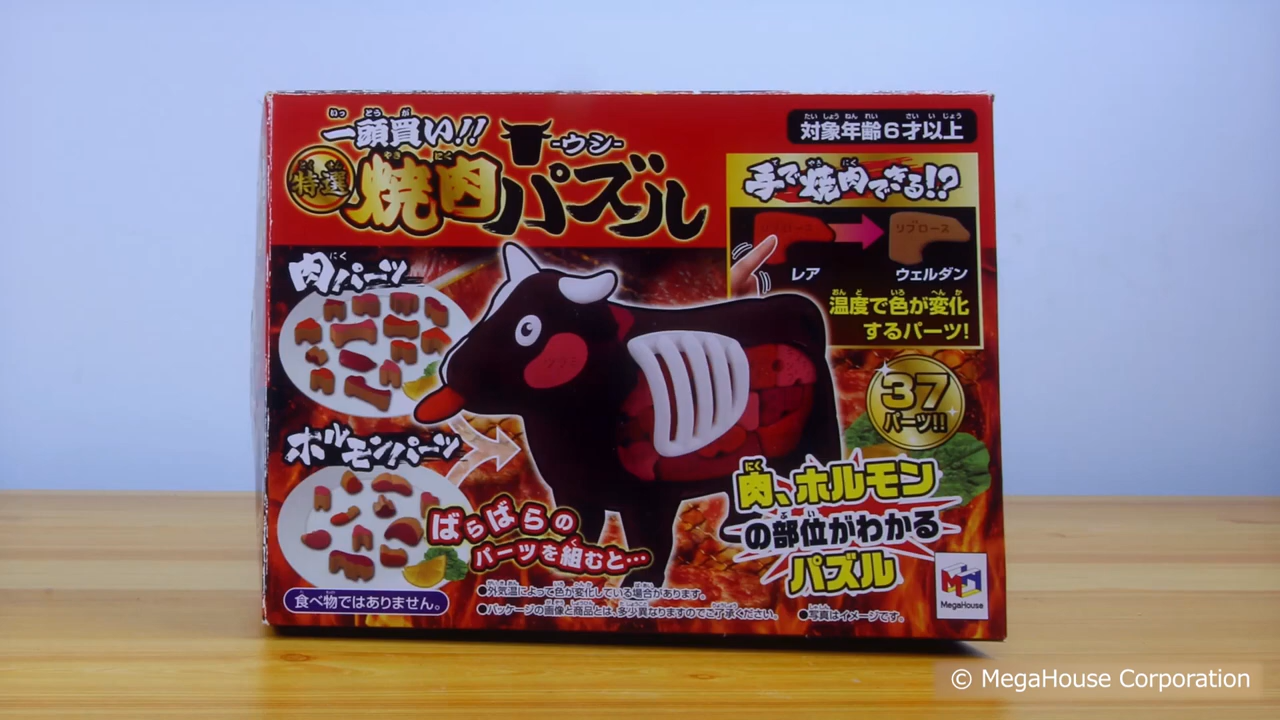 一頭買い!!
特選 焼肉パズル
-ウシ-
対象年齢6才以上
手で焼肉できる!?
リブロース
レア
ウェルダン
温度で色が変化
するパーツ!
肉パーツ
ホルモンパーツ
37
パーツ!!
肉、ホルモン
の部位がわかる
パズル
ばらばらの
パーツを組むと…
食べ物ではありません。
●外気温によって色が変化している場合があります。
●パッケージの画像と商品とは、多少異なりますのでご了承ください。
●写真はイメージです。
MegaHouse
© MegaHouse Corporation